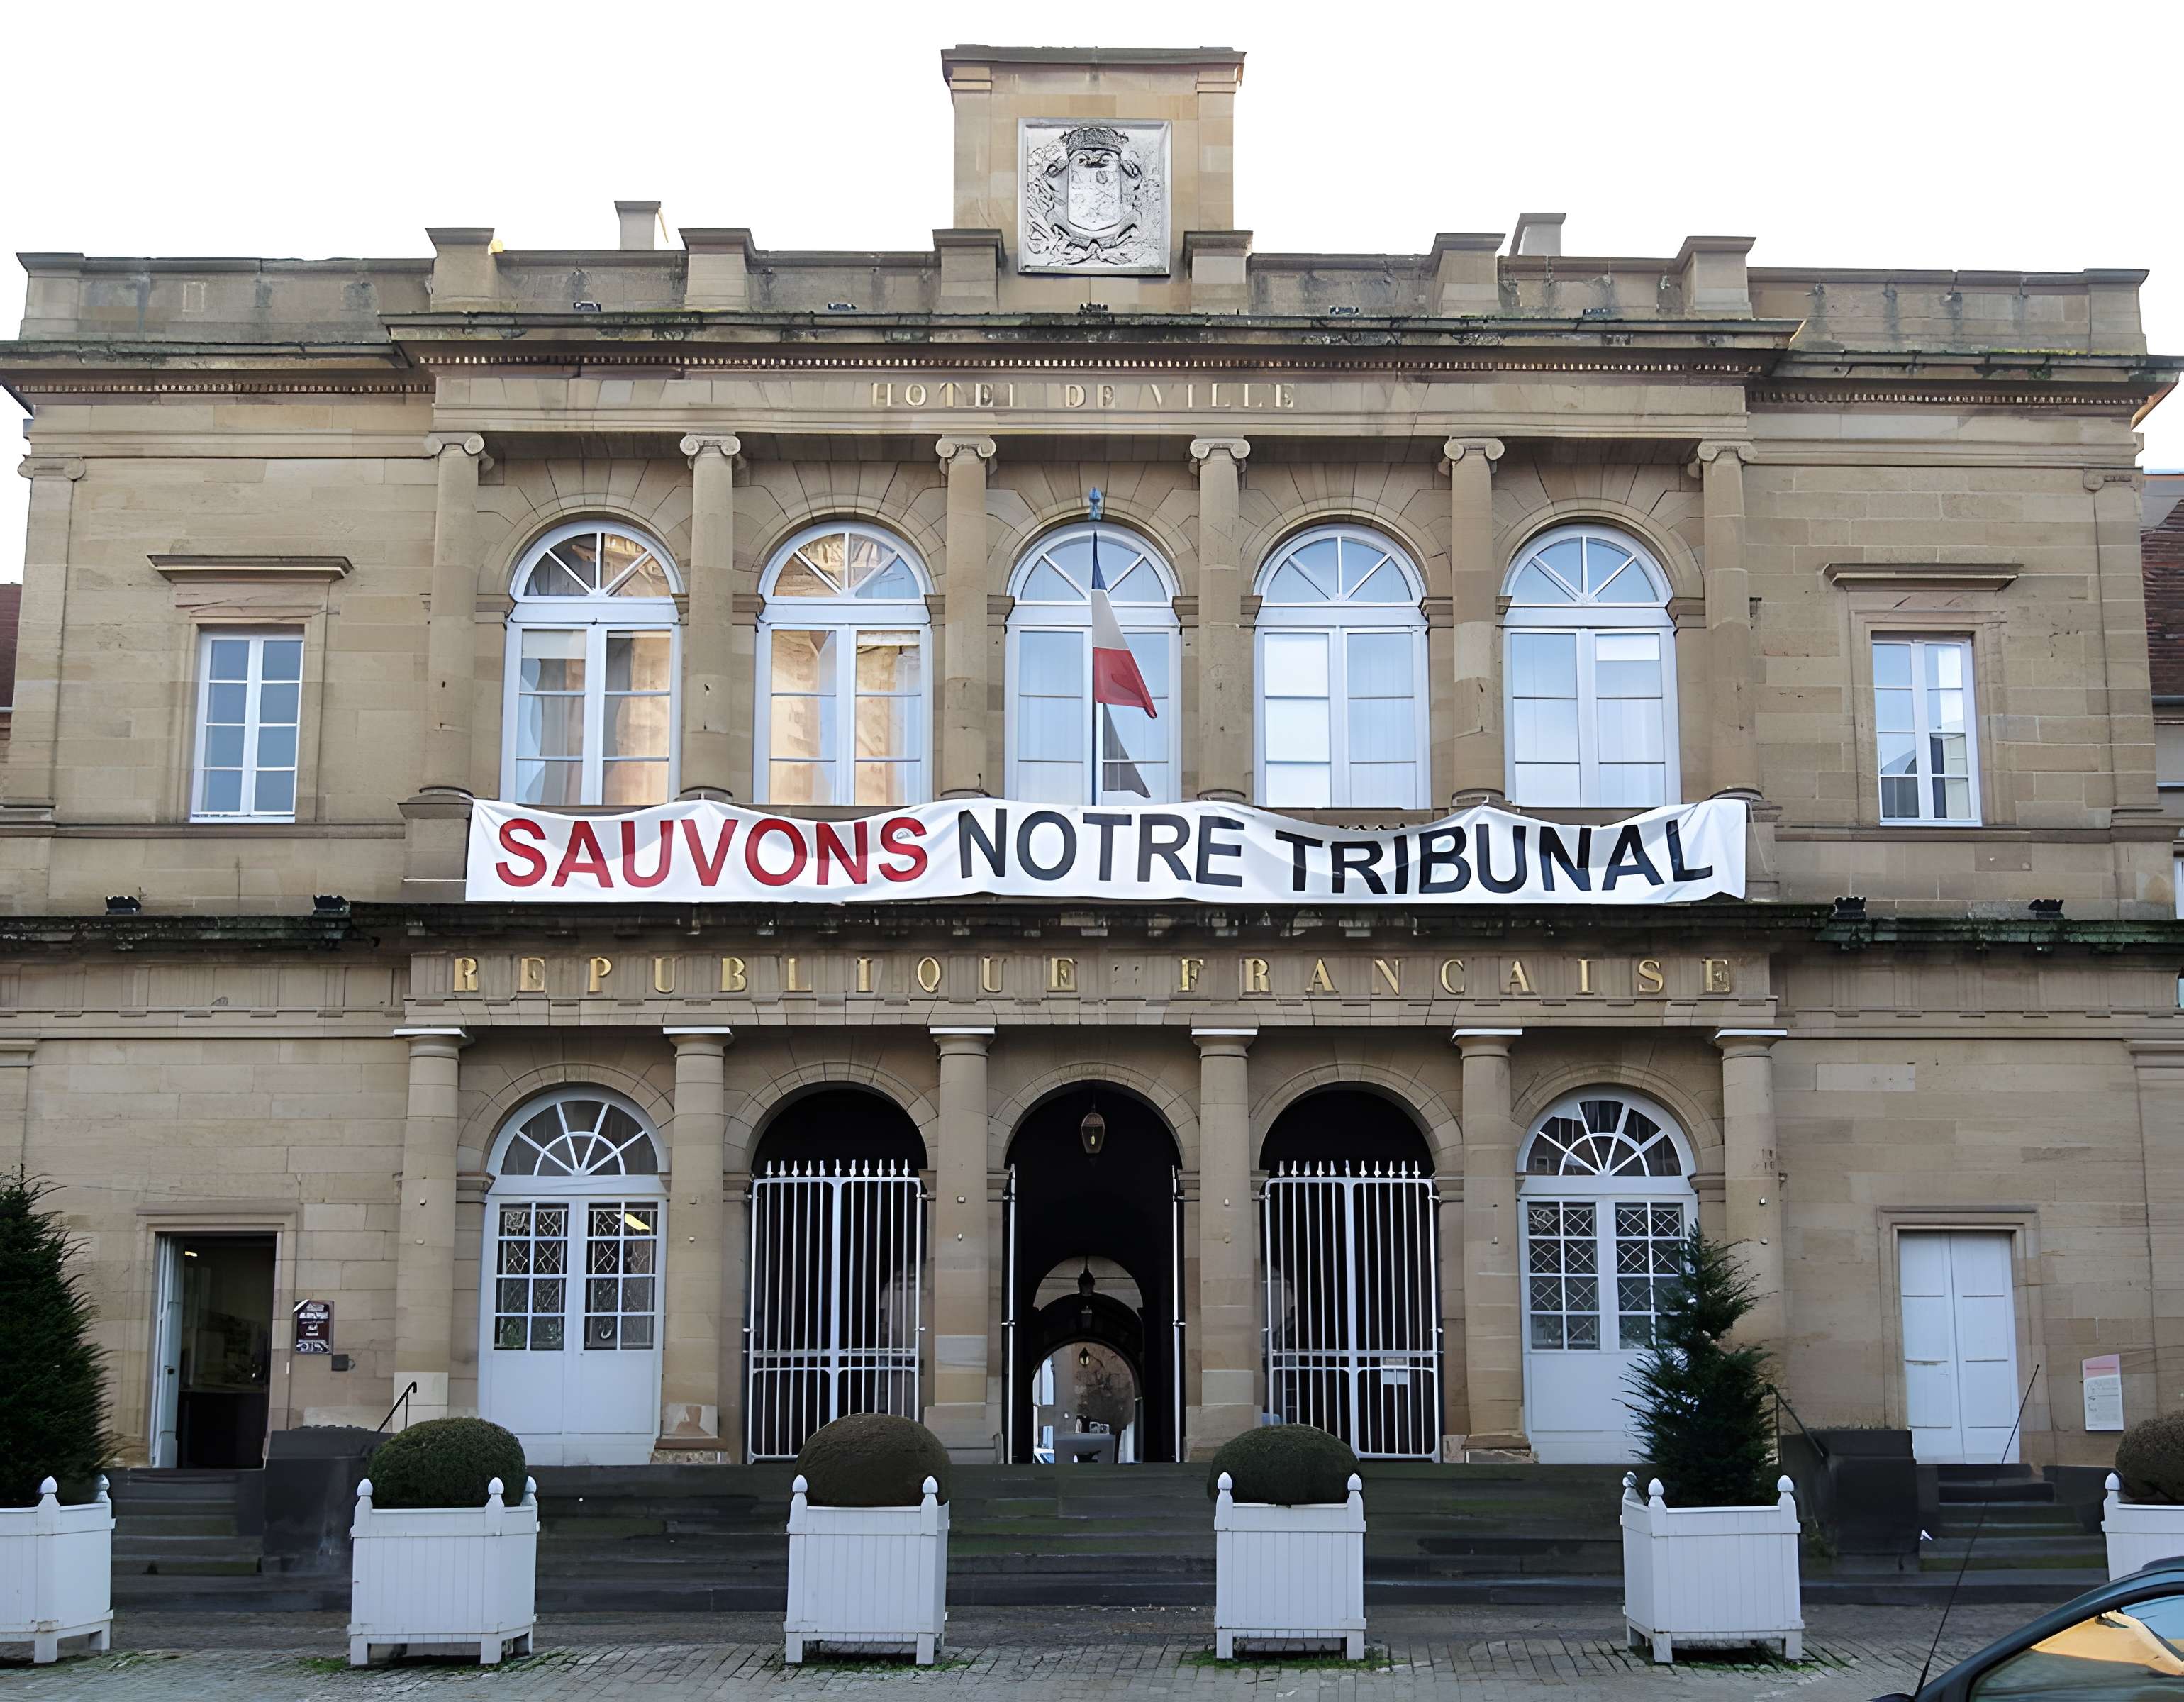 HOTEL DE VILLE
SAUVONS NOTRE TRIBUNAL
REPUBLIQUE FRANCAISE